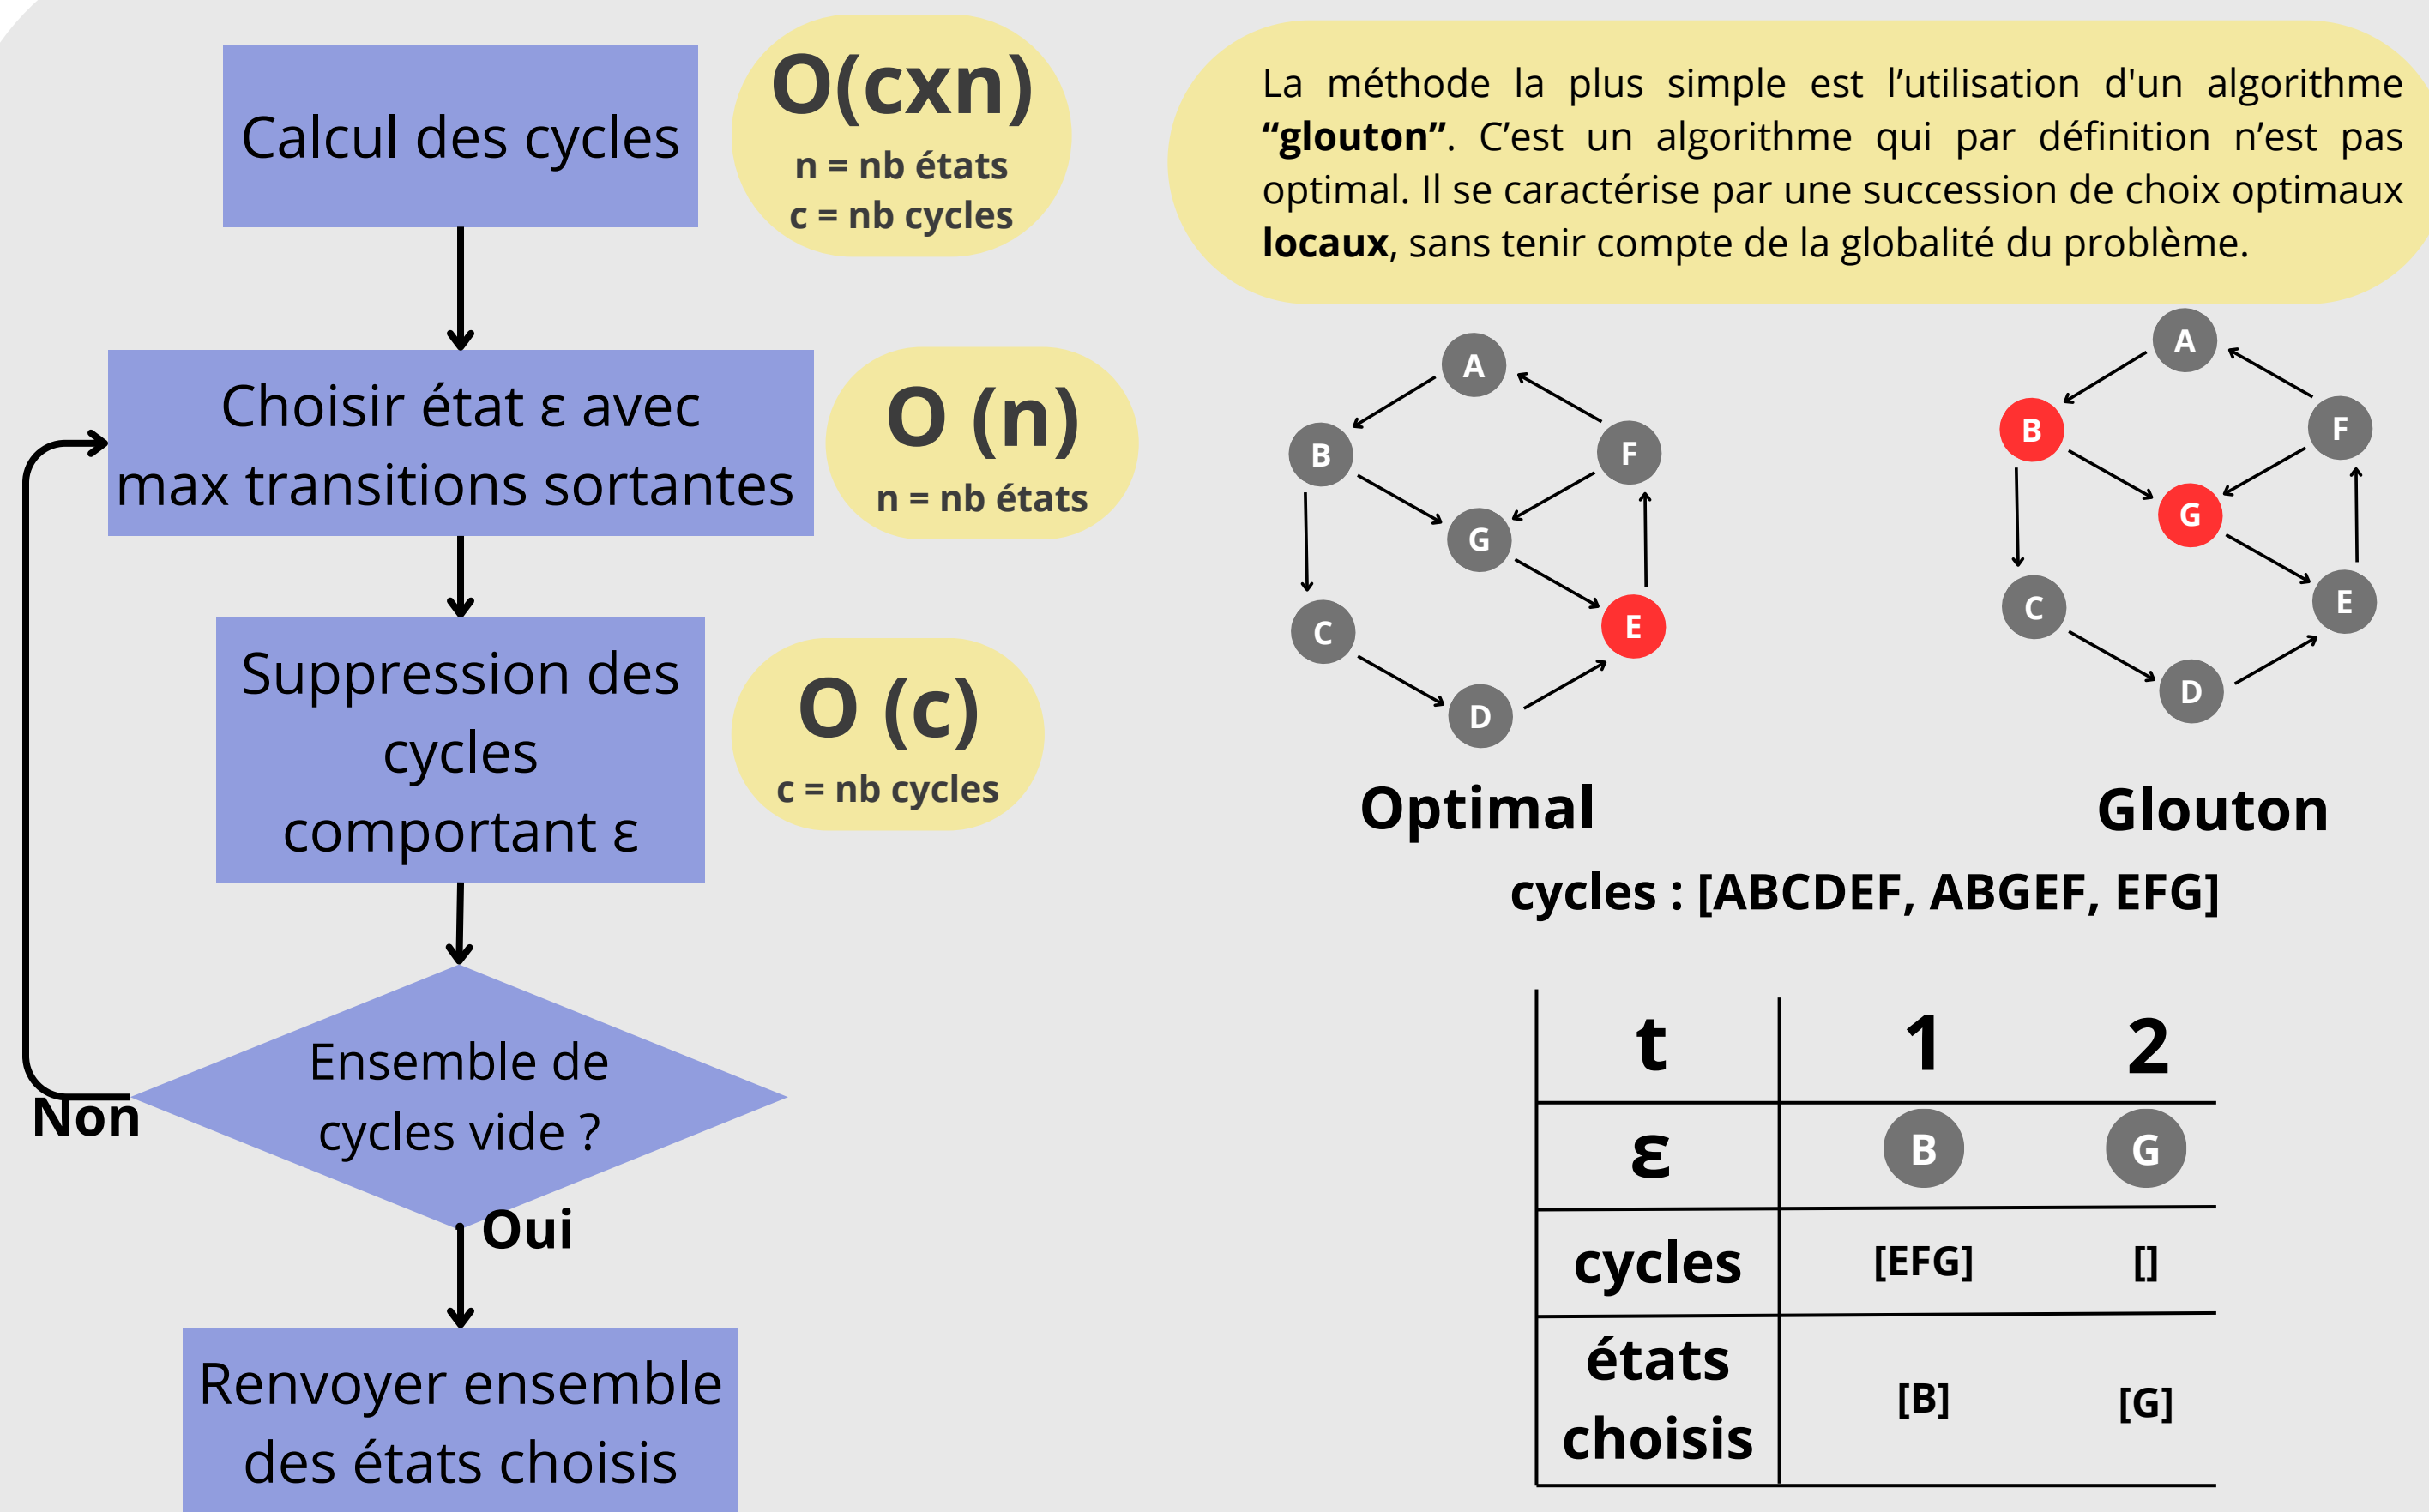 Calcul des cycles
O(cxn)
n = nb états
c = nb cycles
Choisir état ε avec
max transitions sortantes
O (n)
n = nb états
Suppression des
cycles
comportant ε
O (c)
c = nb cycles
Ensemble de
cycles vide ?
Non
Oui
Renvoyer ensemble
des états choisis
La méthode la plus simple est l’utilisation d'un algorithme
“glouton”. C’est un algorithme qui par définition n’est pas
optimal. Il se caractérise par une succession de choix optimaux
locaux, sans tenir compte de la globalité du problème.
A
B
F
G
C
E
D
Optimal
A
B
F
G
C
E
D
Glouton
cycles : [ABCDEF, ABGEF, EFG]
t 1 2
ε B G
cycles [EFG] []
états
choisis
[B] [G]